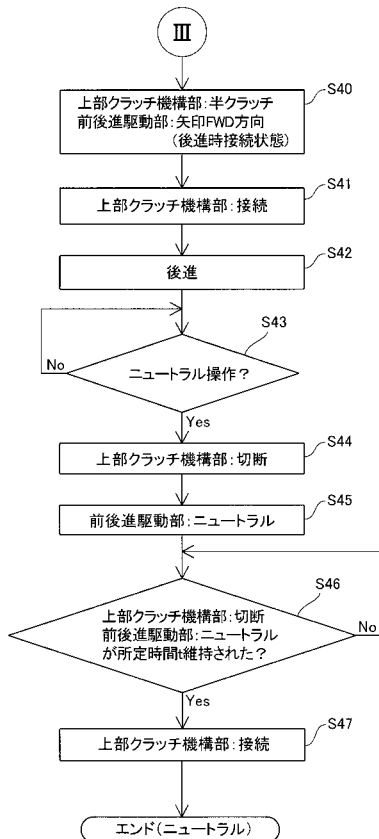 III
上部クラッチ機構部:半クラッチ
前後進駆動部:矢印FWD方向
(後進時接続状態)
S40
上部クラッチ機構部:接続
S41
後進
S42
ニュートラル操作?
S43
No
Yes
上部クラッチ機構部:切断
S44
前後進駆動部:ニュートラル
S45
上部クラッチ機構部:切断
前後進駆動部:ニュートラル
が所定時間t維持された?
S46
No
Yes
上部クラッチ機構部:接続
S47
エンド(ニュートラル)